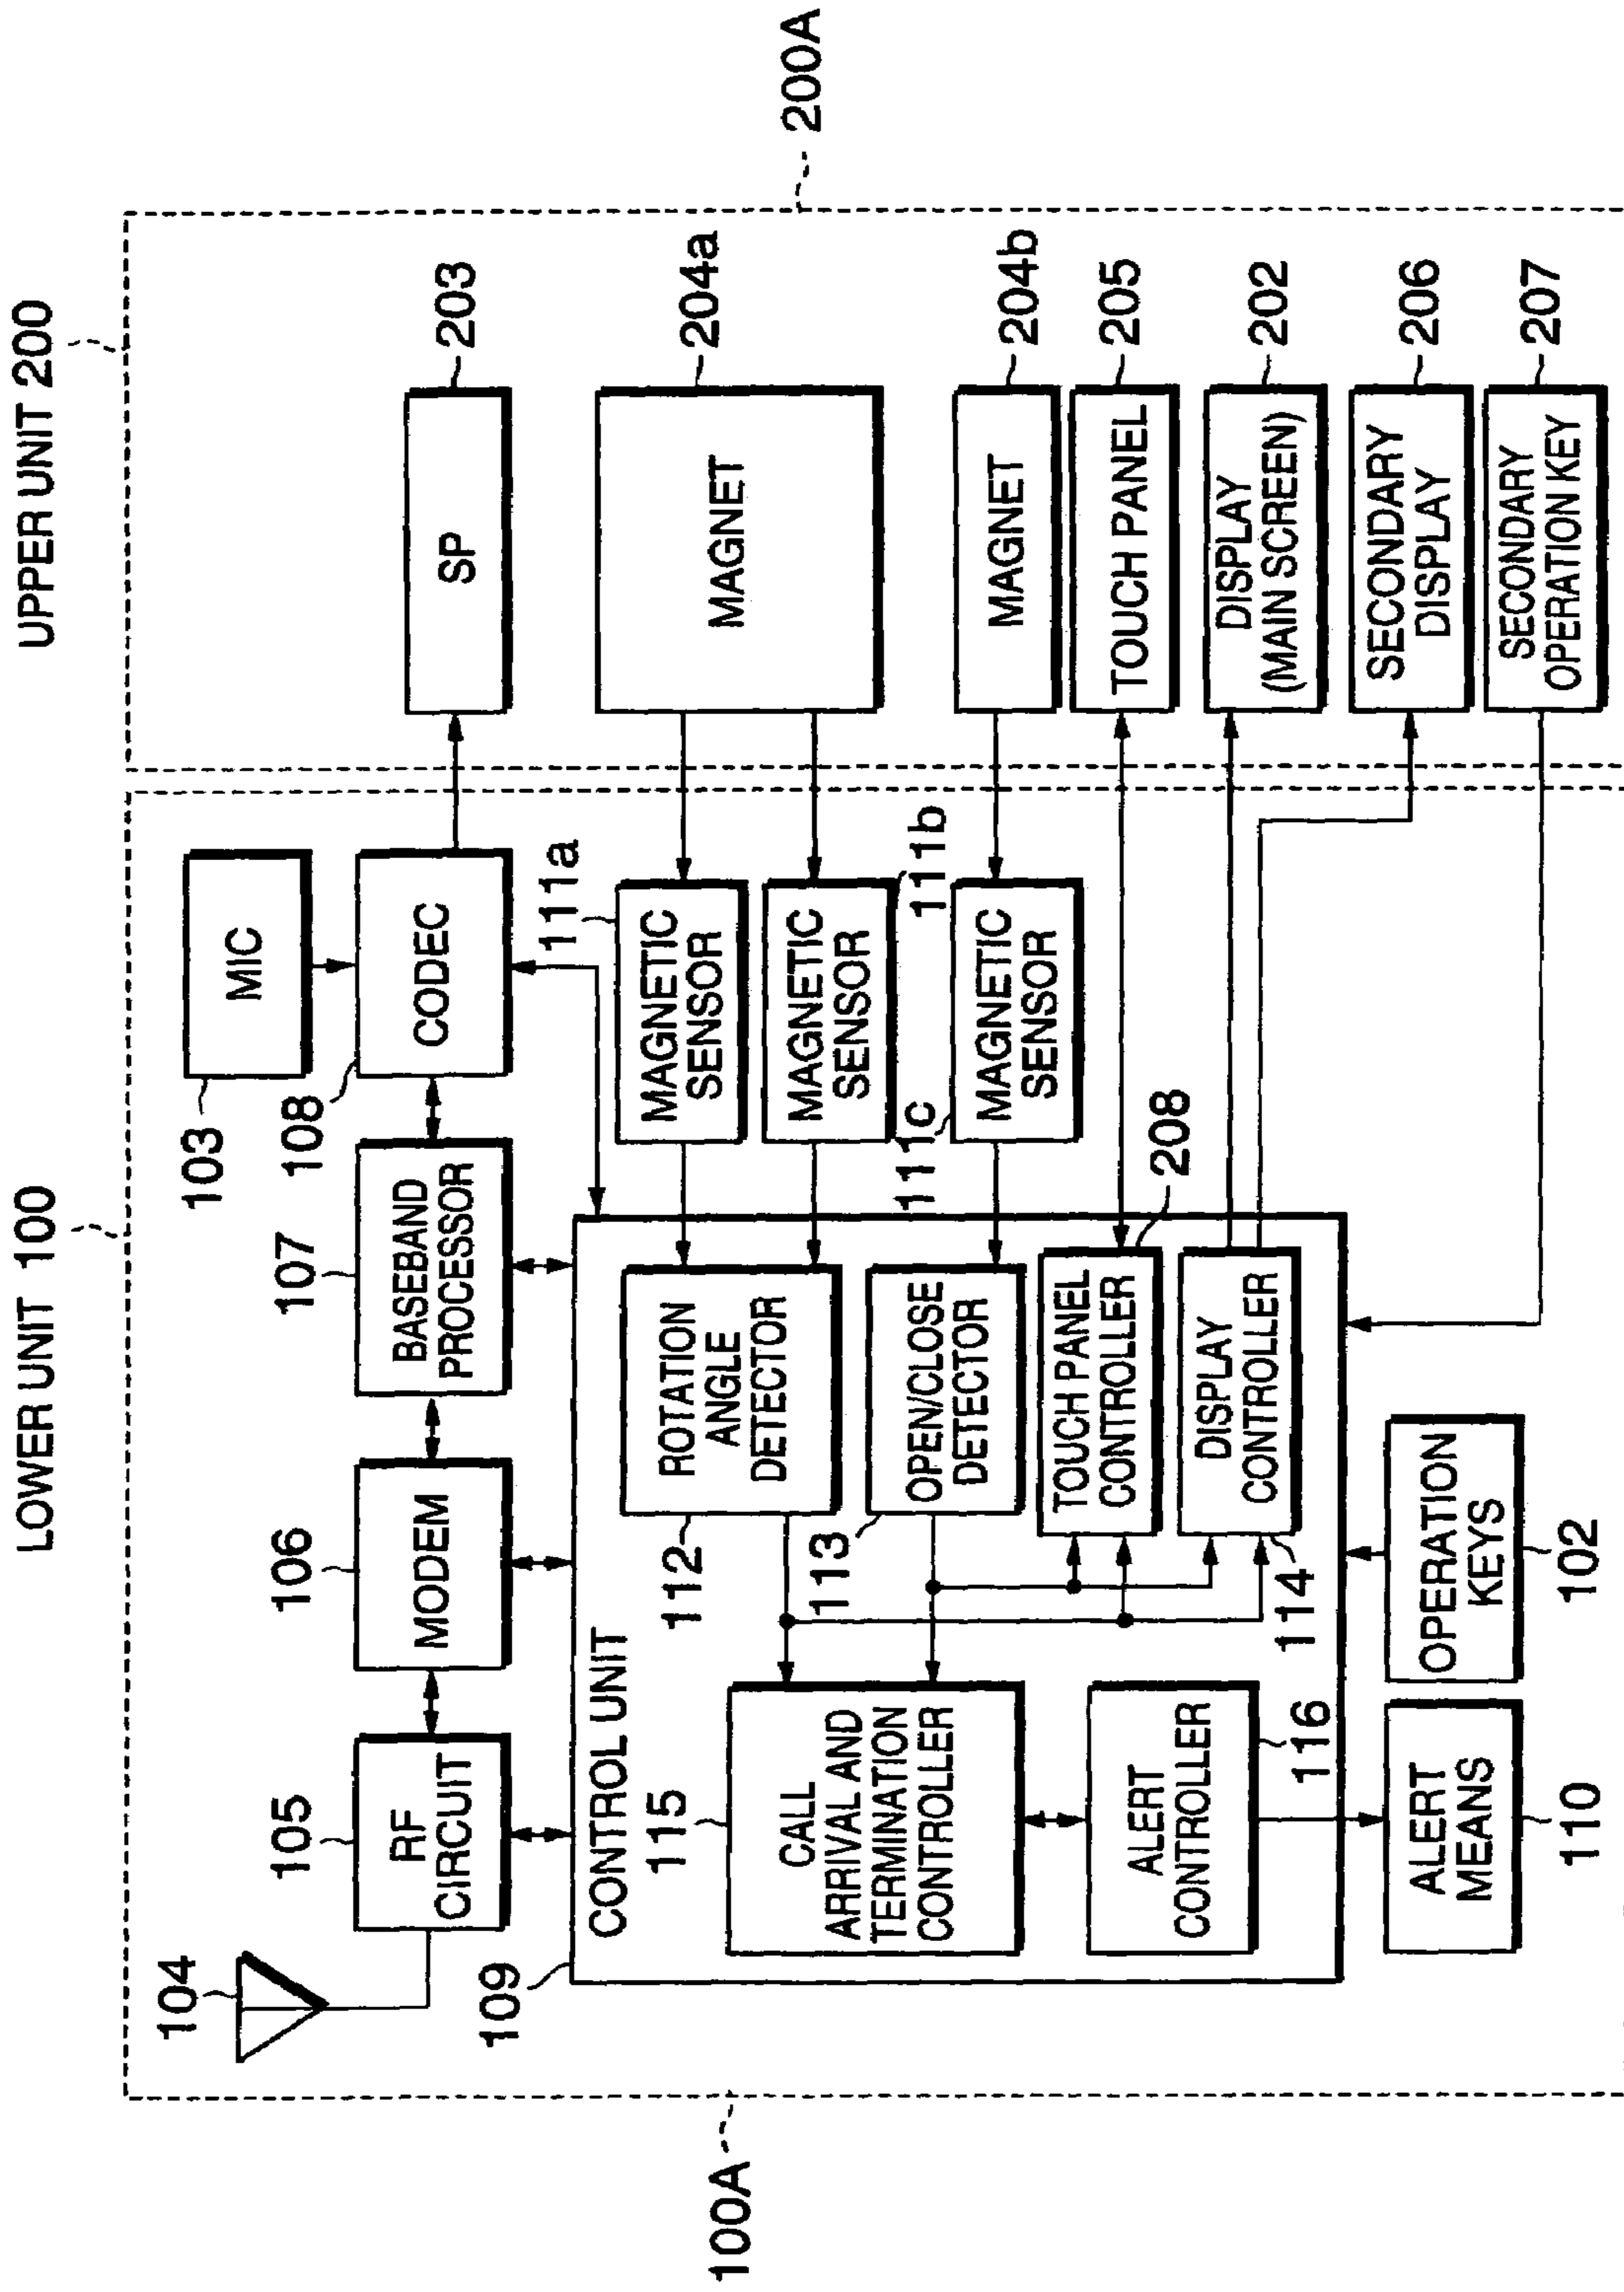 LOWER UNIT 100
UPPER UNIT 200
104
105
RF
CIRCUIT
106
MODEM
107
BASEBAND
PROCESSOR
103
MIC
108
CODEC
SP
203
109
CONTROL UNIT
111a
MAGNETIC
SENSOR
MAGNETIC
SENSOR
111b
111c
MAGNETIC
SENSOR
MAGNET
204a
MAGNET
204b
112
ROTATION
ANGLE
DETECTOR
113
OPEN/CLOSE
DETECTOR
208
TOUCH PANEL
CONTROLLER
114
DISPLAY
CONTROLLER
115
CALL
ARRIVAL AND
TERMINATION
CONTROLLER
ALERT
CONTROLLER
116
TOUCH PANEL
205
DISPLAY
(MAIN SCREEN)
202
SECONDARY
DISPLAY
206
SECONDARY
OPERATION KEY
207
ALERT
MEANS
110
OPERATION
KEYS
102
100A
200A